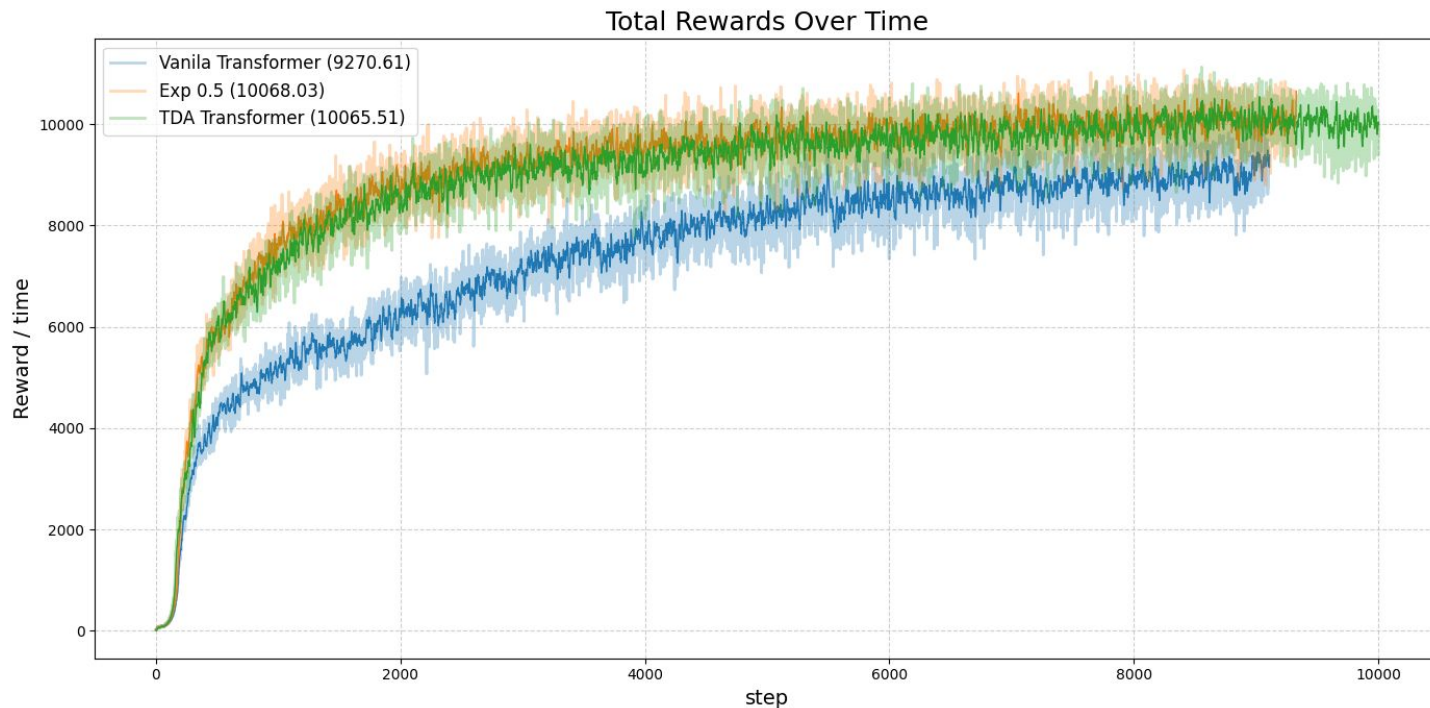 Total Rewards Over Time
Vanila Transformer (9270.61)
Exp 0.5 (10068.03)
TDA Transformer (10065.51)
10000
8000
6000
4000
2000
0
Reward / time
0 2000 4000 6000 8000 10000
step